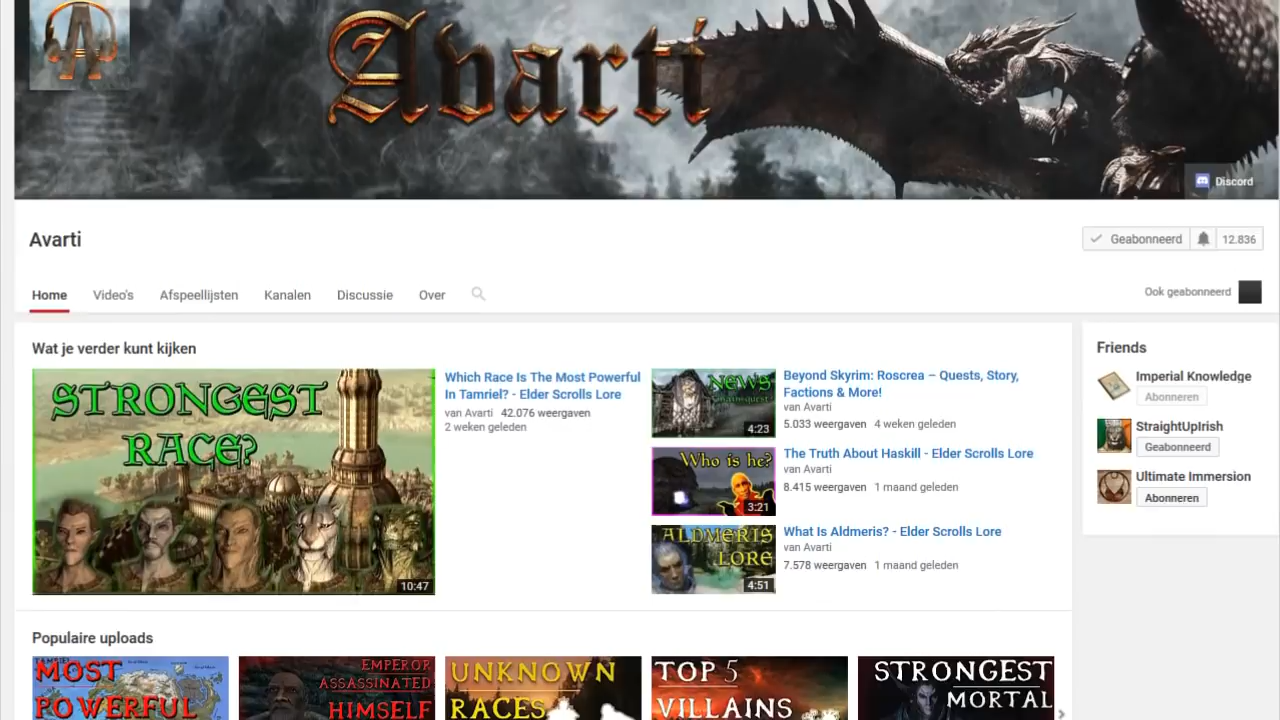 Avarti
Discord
Avarti
Geabonneerd
12.836
Home
Video's
Afspeellijsten
Kanalen
Discussie
Over
Ook geabonneerd
Wat je verder kunt kijken
STRONGEST
RACE?
10:47
Which Race Is The Most Powerful
In Tamriel? - Elder Scrolls Lore
van Avarti 42.076 weergaven
2 weken geleden
NEWS
4:23
Beyond Skyrim: Roscrea – Quests, Story,
Factions & More!
van Avarti
5.033 weergaven 4 weken geleden
Who is he?
3:21
The Truth About Haskill - Elder Scrolls Lore
van Avarti
8.415 weergaven 1 maand geleden
ALDMERIS
LORE
4:51
What Is Aldmeris? - Elder Scrolls Lore
van Avarti
7.578 weergaven 1 maand geleden
Friends
Imperial Knowledge
Abonneren
StraightUpIrish
Geabonneerd
Ultimate Immersion
Abonneren
Populaire uploads
MOST
POWERFUL
EMPEROR
ASSASSINATED
HIMSELF
UNKNOWN
RACES
TOP 5
VILLAINS
STRONGEST
MORTAL